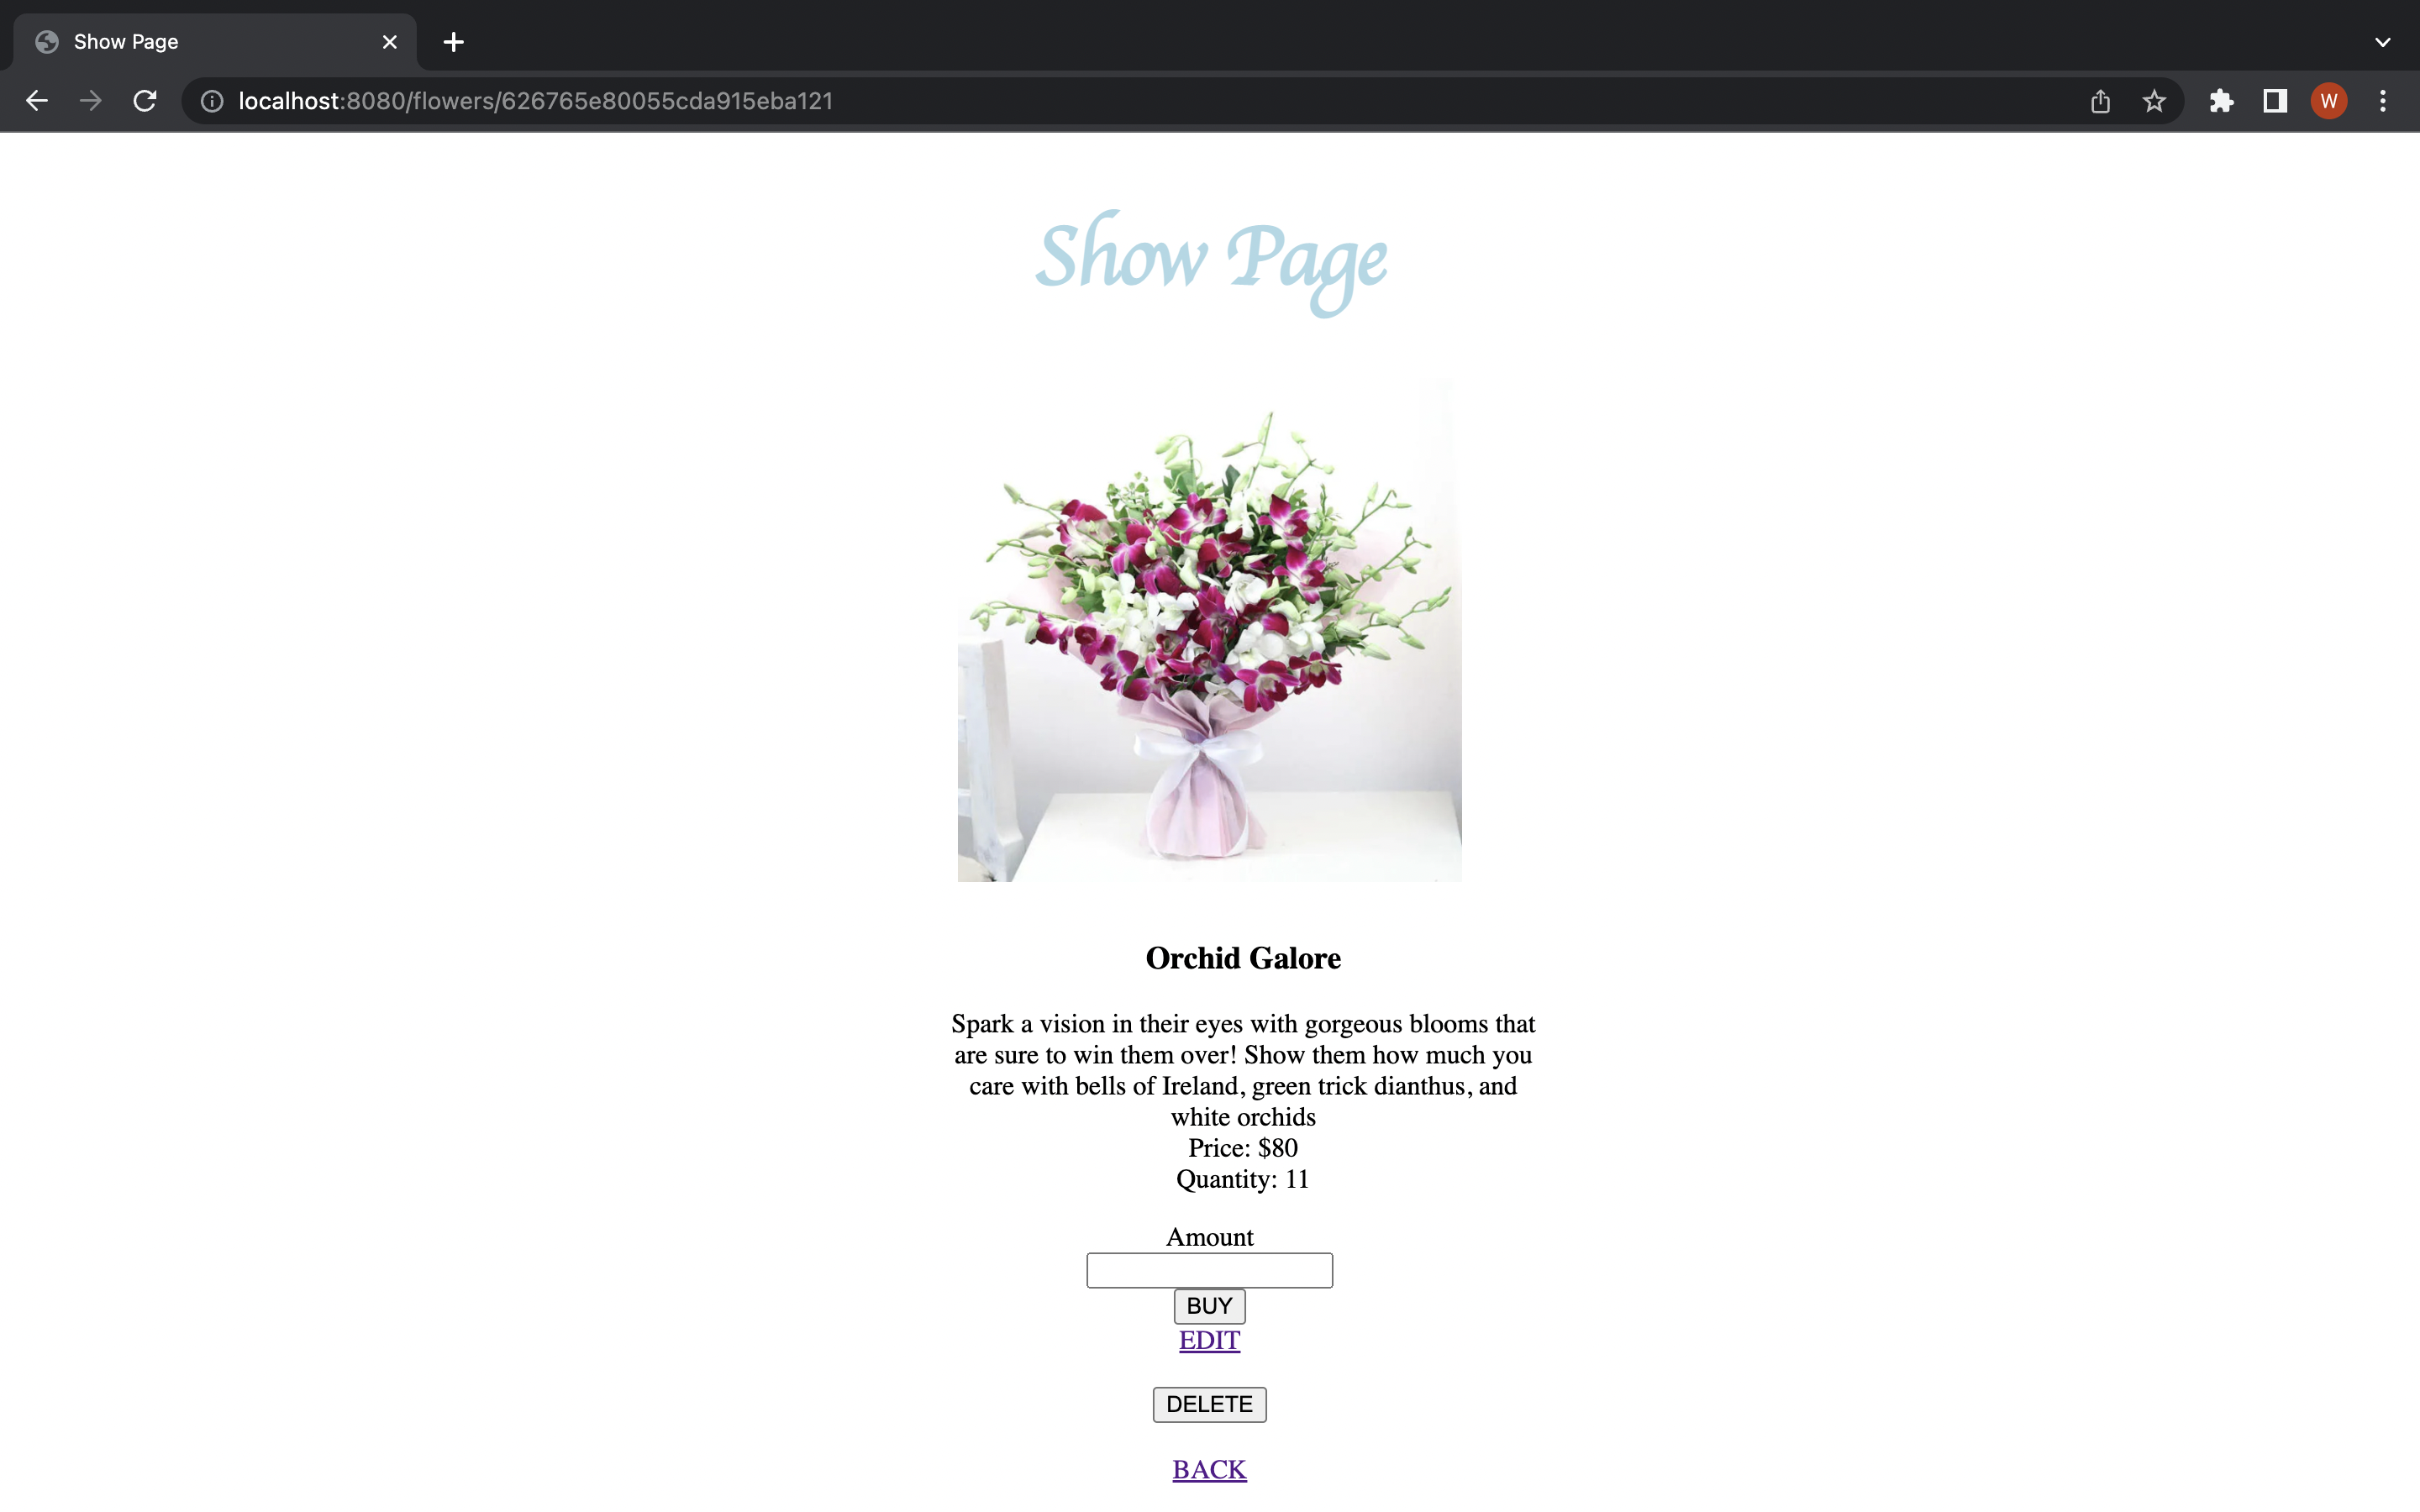 Show Page
localhost:8080/flowers/626765e80055cda915eba121
W
Show Page
Orchid Galore
Spark a vision in their eyes with gorgeous blooms that
are sure to win them over! Show them how much you
care with bells of Ireland, green trick dianthus, and
white orchids
Price: $80
Quantity: 11
Amount
BUY
EDIT
DELETE
BACK